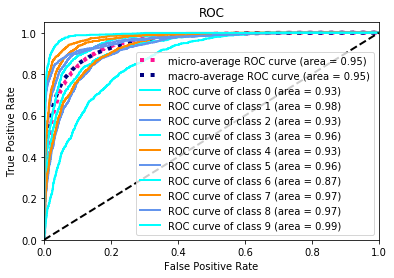 ROC
1.0
0.8
0.6
0.4
0.2
0.0
True Positive Rate
micro-average ROC curve (area = 0.95)
macro-average ROC curve (area = 0.95)
ROC curve of class 0 (area = 0.93)
ROC curve of class 1 (area = 0.98)
ROC curve of class 2 (area = 0.93)
ROC curve of class 3 (area = 0.96)
ROC curve of class 4 (area = 0.93)
ROC curve of class 5 (area = 0.96)
ROC curve of class 6 (area = 0.87)
ROC curve of class 7 (area = 0.97)
ROC curve of class 8 (area = 0.97)
ROC curve of class 9 (area = 0.99)
0.0 0.2 0.4 0.6 0.8 1.0
False Positive Rate